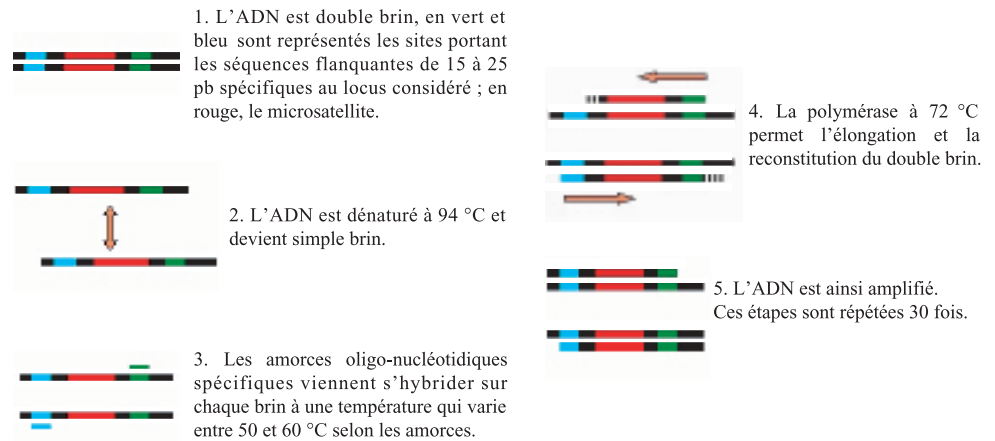 1. L'ADN est double brin, en vert et
bleu sont représentés les sites portant
les séquences flanquantes de 15 à 25
pb spécifiques au locus considéré ; en
rouge, le microsatellite.
2. L'ADN est dénaturé à 94 °C et
devient simple brin.
3. Les amorces oligo-nucléotidiques
spécifiques viennent s'hybrider sur
chaque brin à une température qui varie
entre 50 et 60 °C selon les amorces.
4. La polymérase à 72 °C
permet l'élongation et la
reconstitution du double brin.
5. L'ADN est ainsi amplifié.
Ces étapes sont répétées 30 fois.